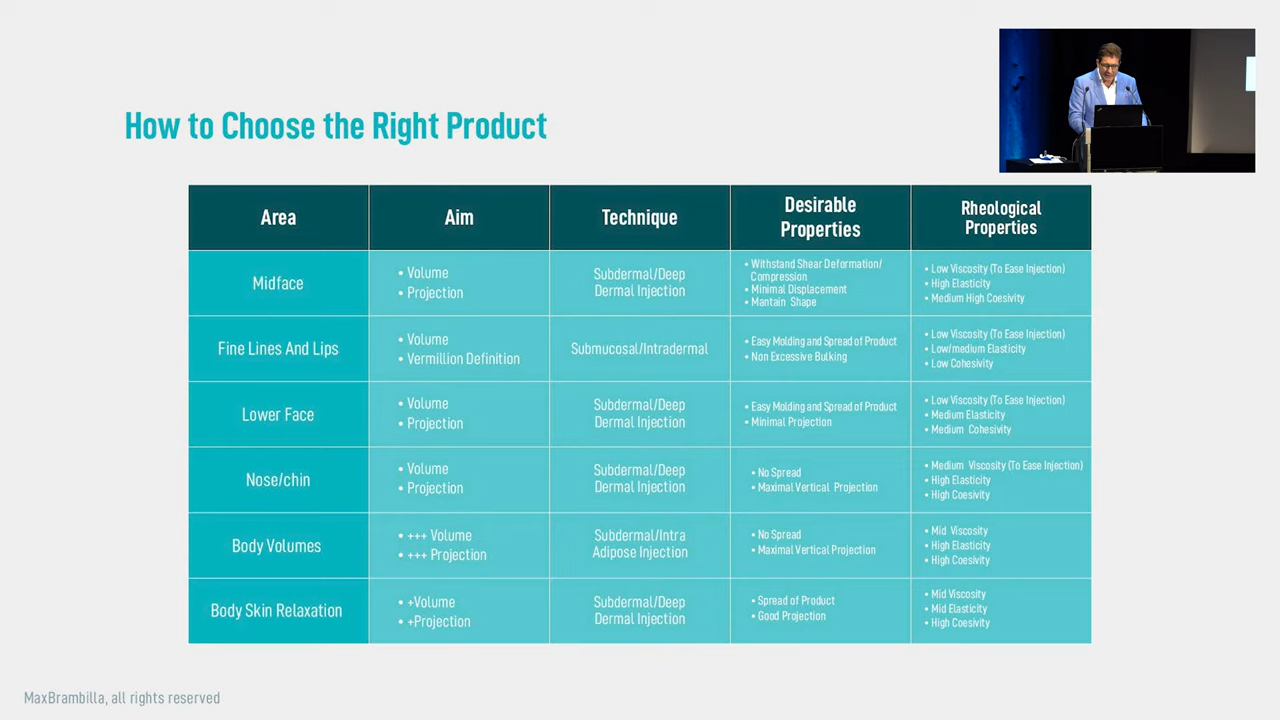 How to Choose the Right Product
Area
Aim
Technique
Desirable
Properties
Rheological
Properties
Midface
• Volume
• Projection
Subdermal/Deep
Dermal Injection
• Withstand Shear Deformation/
Compression
• Minimal Displacement
• Mantain Shape
• Low Viscosity (To Ease Injection)
• High Elasticity
• Medium High Coesivity
Fine Lines And Lips
• Volume
• Vermillion Definition
Submucosal/Intradermal
• Easy Molding and Spread of Product
• Non Excessive Bulking
• Low Viscosity (To Ease Injection)
• Low/medium Elasticity
• Low Cohesivity
Lower Face
• Volume
• Projection
Subdermal/Deep
Dermal Injection
• Easy Molding and Spread of Product
• Minimal Projection
• Low Viscosity (To Ease Injection)
• Medium Elasticity
• Medium Cohesivity
Nose/chin
• Volume
• Projection
Subdermal/Deep
Dermal Injection
• No Spread
• Maximal Vertical Projection
• Medium Viscosity (To Ease Injection)
• High Elasticity
• High Coesivity
Body Volumes
• +++ Volume
• +++ Projection
Subdermal/Intra
Adipose Injection
• No Spread
• Maximal Vertical Projection
• Mid Viscosity
• High Elasticity
• High Coesivity
Body Skin Relaxation
• +Volume
• +Projection
Subdermal/Deep
Dermal Injection
• Spread of Product
• Good Projection
• Mid Viscosity
• Mid Elasticity
• High Coesivity
MaxBrambilla, all rights reserved